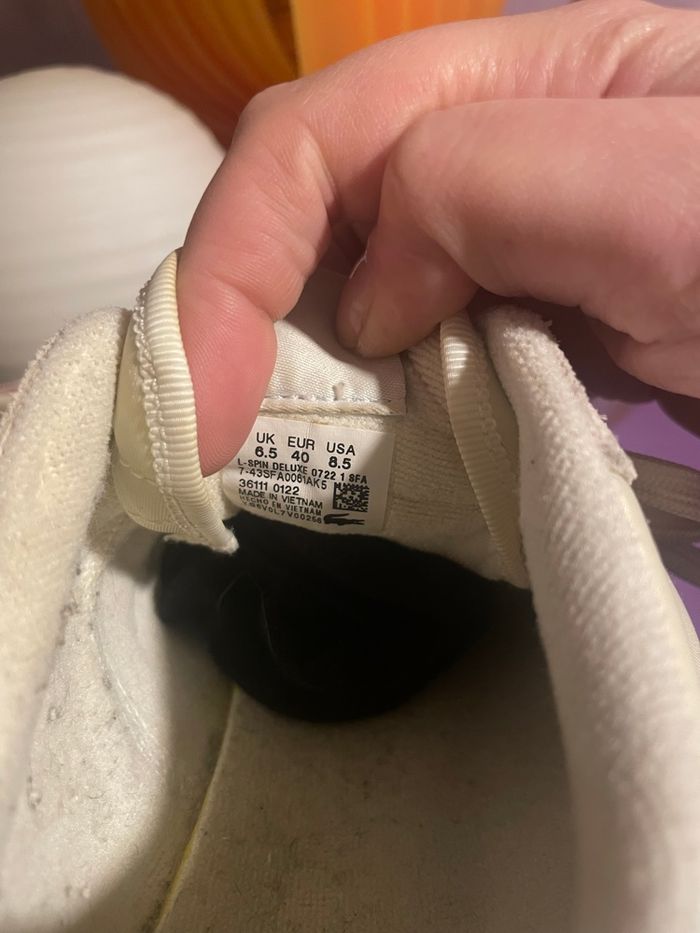 UK EUR USA
6.5 40 8.5
L-SPIN DELUXE 0722 1 SFA
7-43SFA0061AK5
36111 0122
MADE IN VIETNAM
HECHO EN VIETNAM